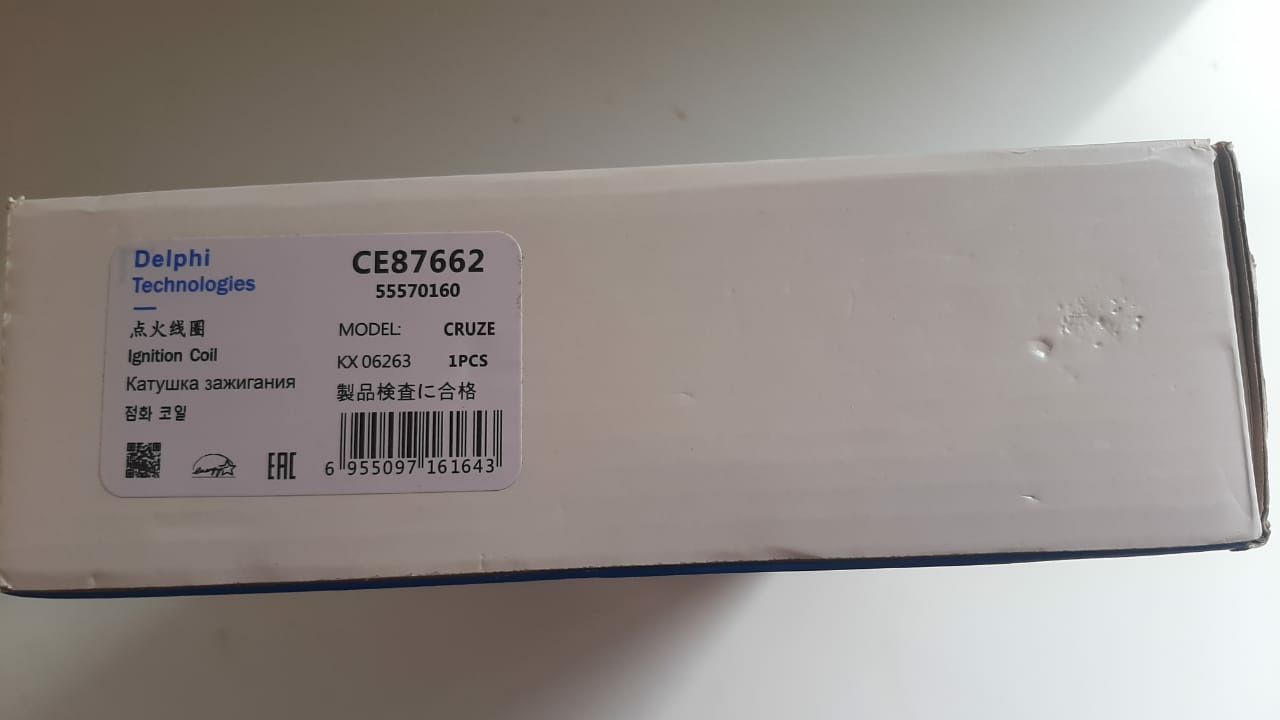 Delphi
Technologies
点火线圈
Ignition Coil
Катушка зажигания
점화 코일
EAC
CE87662
55570160
MODEL: CRUZE
KX 06263 1PCS
製品検査に合格
6 955097 161643